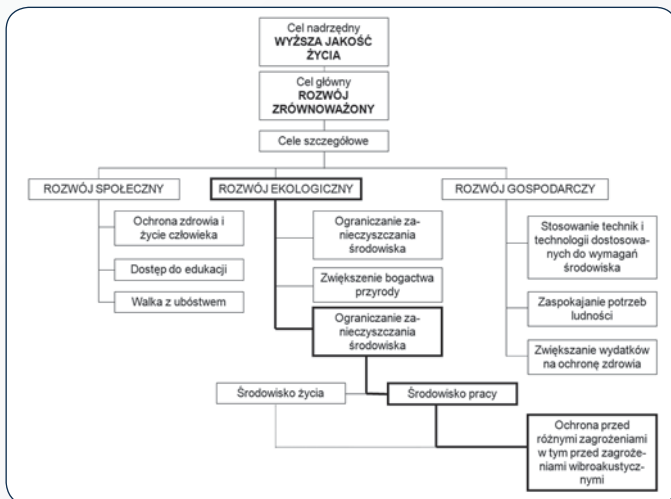 Cel nadrzędny
WYŻSZA JAKOŚĆ
ŻYCIA
Cel główny
ROZWÓJ
ZRÓWNOWAŻONY
Cele szczegółowe
ROZWÓJ SPOŁECZNY
ROZWÓJ EKOLOGICZNY
ROZWÓJ GOSPODARCZY
Ochrona zdrowia i
życie człowieka
Dostęp do edukacji
Walka z ubóstwem
Ograniczanie za-
nieczyszczania
środowiska
Zwiększenie bogactwa
przyrody
Ograniczanie za-
nieczyszczania
środowiska
Stosowanie technik i
technologii dostosowa-
nych do wymagań
środowiska
Zaspokajanie potrzeb
ludności
Zwiększanie wydatków
na ochronę zdrowia
Środowisko życia
Środowisko pracy
Ochrona przed
różnymi zagrożeniami
w tym przed zagroże-
niami wibroakustycz-
nymi